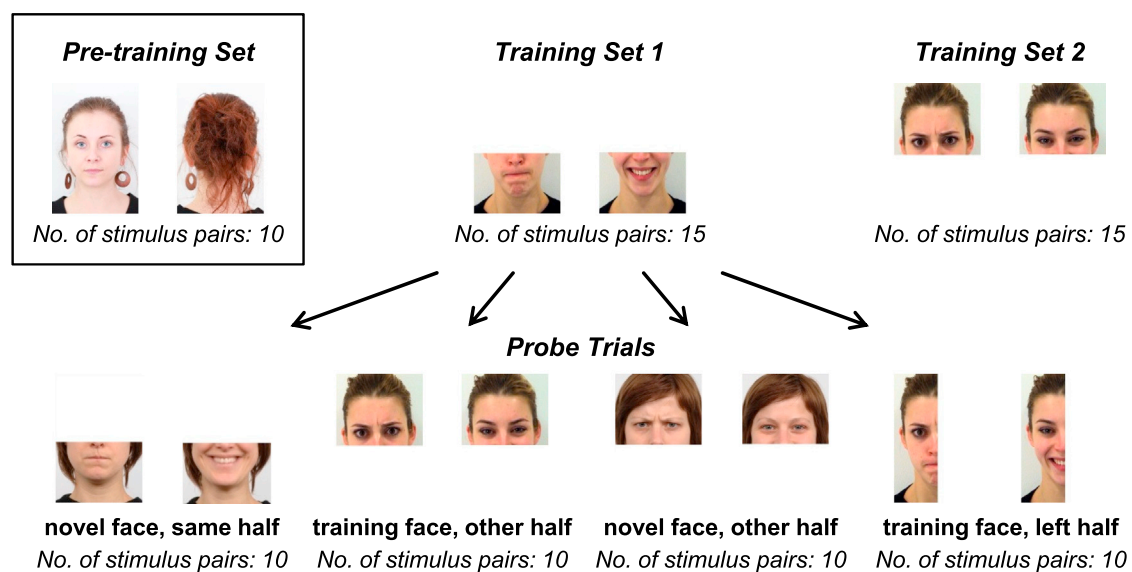 Pre-training Set
Training Set 1
Training Set 2
No. of stimulus pairs: 10
No. of stimulus pairs: 15
No. of stimulus pairs: 15
Probe Trials
novel face, same half
training face, other half
novel face, other half
training face, left half
No. of stimulus pairs: 10
No. of stimulus pairs: 10
No. of stimulus pairs: 10
No. of stimulus pairs: 10